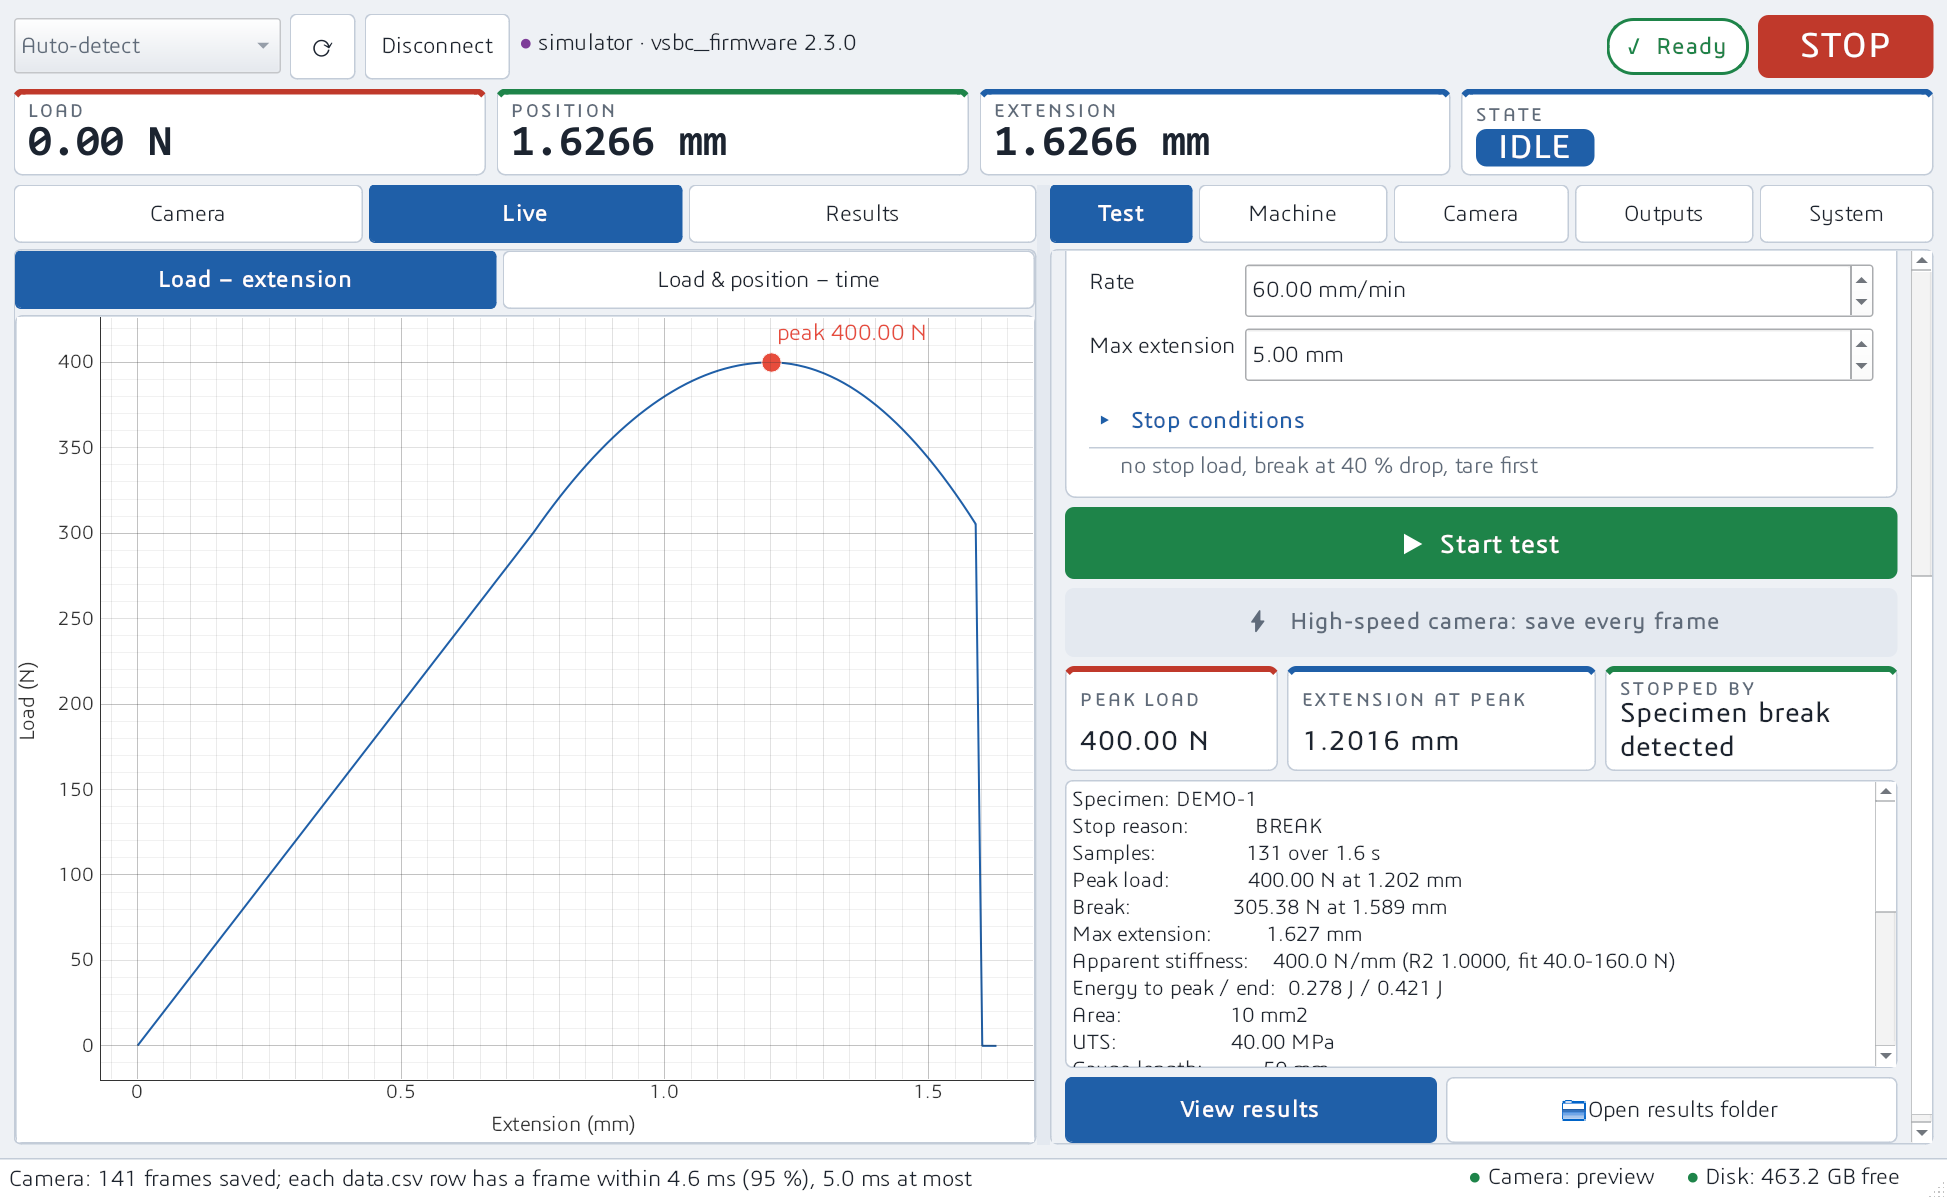 Auto-detect
Disconnect
simulator · vsbc_firmware 2.3.0
✓ Ready
STOP
LOAD
0.00 N
POSITION
1.6266 mm
EXTENSION
1.6266 mm
STATE
IDLE
Camera
Live
Results
Test
Machine
Camera
Outputs
System
Load – extension
Load & position – time
peak 400.00 N
400
350
300
250
200
150
100
50
0
Load (N)
0
0.5
1.0
1.5
Extension (mm)
Rate
60.00 mm/min
Max extension
5.00 mm
Stop conditions
no stop load, break at 40 % drop, tare first
Start test
High-speed camera: save every frame
PEAK LOAD
400.00 N
EXTENSION AT PEAK
1.2016 mm
STOPPED BY
Specimen break
detected
Specimen: DEMO-1
Stop reason: BREAK
Samples: 131 over 1.6 s
Peak load: 400.00 N at 1.202 mm
Break: 305.38 N at 1.589 mm
Max extension: 1.627 mm
Apparent stiffness: 400.0 N/mm (R2 1.0000, fit 40.0-160.0 N)
Energy to peak / end: 0.278 J / 0.421 J
Area: 10 mm2
UTS: 40.00 MPa
View results
Open results folder
Camera: 141 frames saved; each data.csv row has a frame within 4.6 ms (95 %), 5.0 ms at most
Camera: preview
Disk: 463.2 GB free